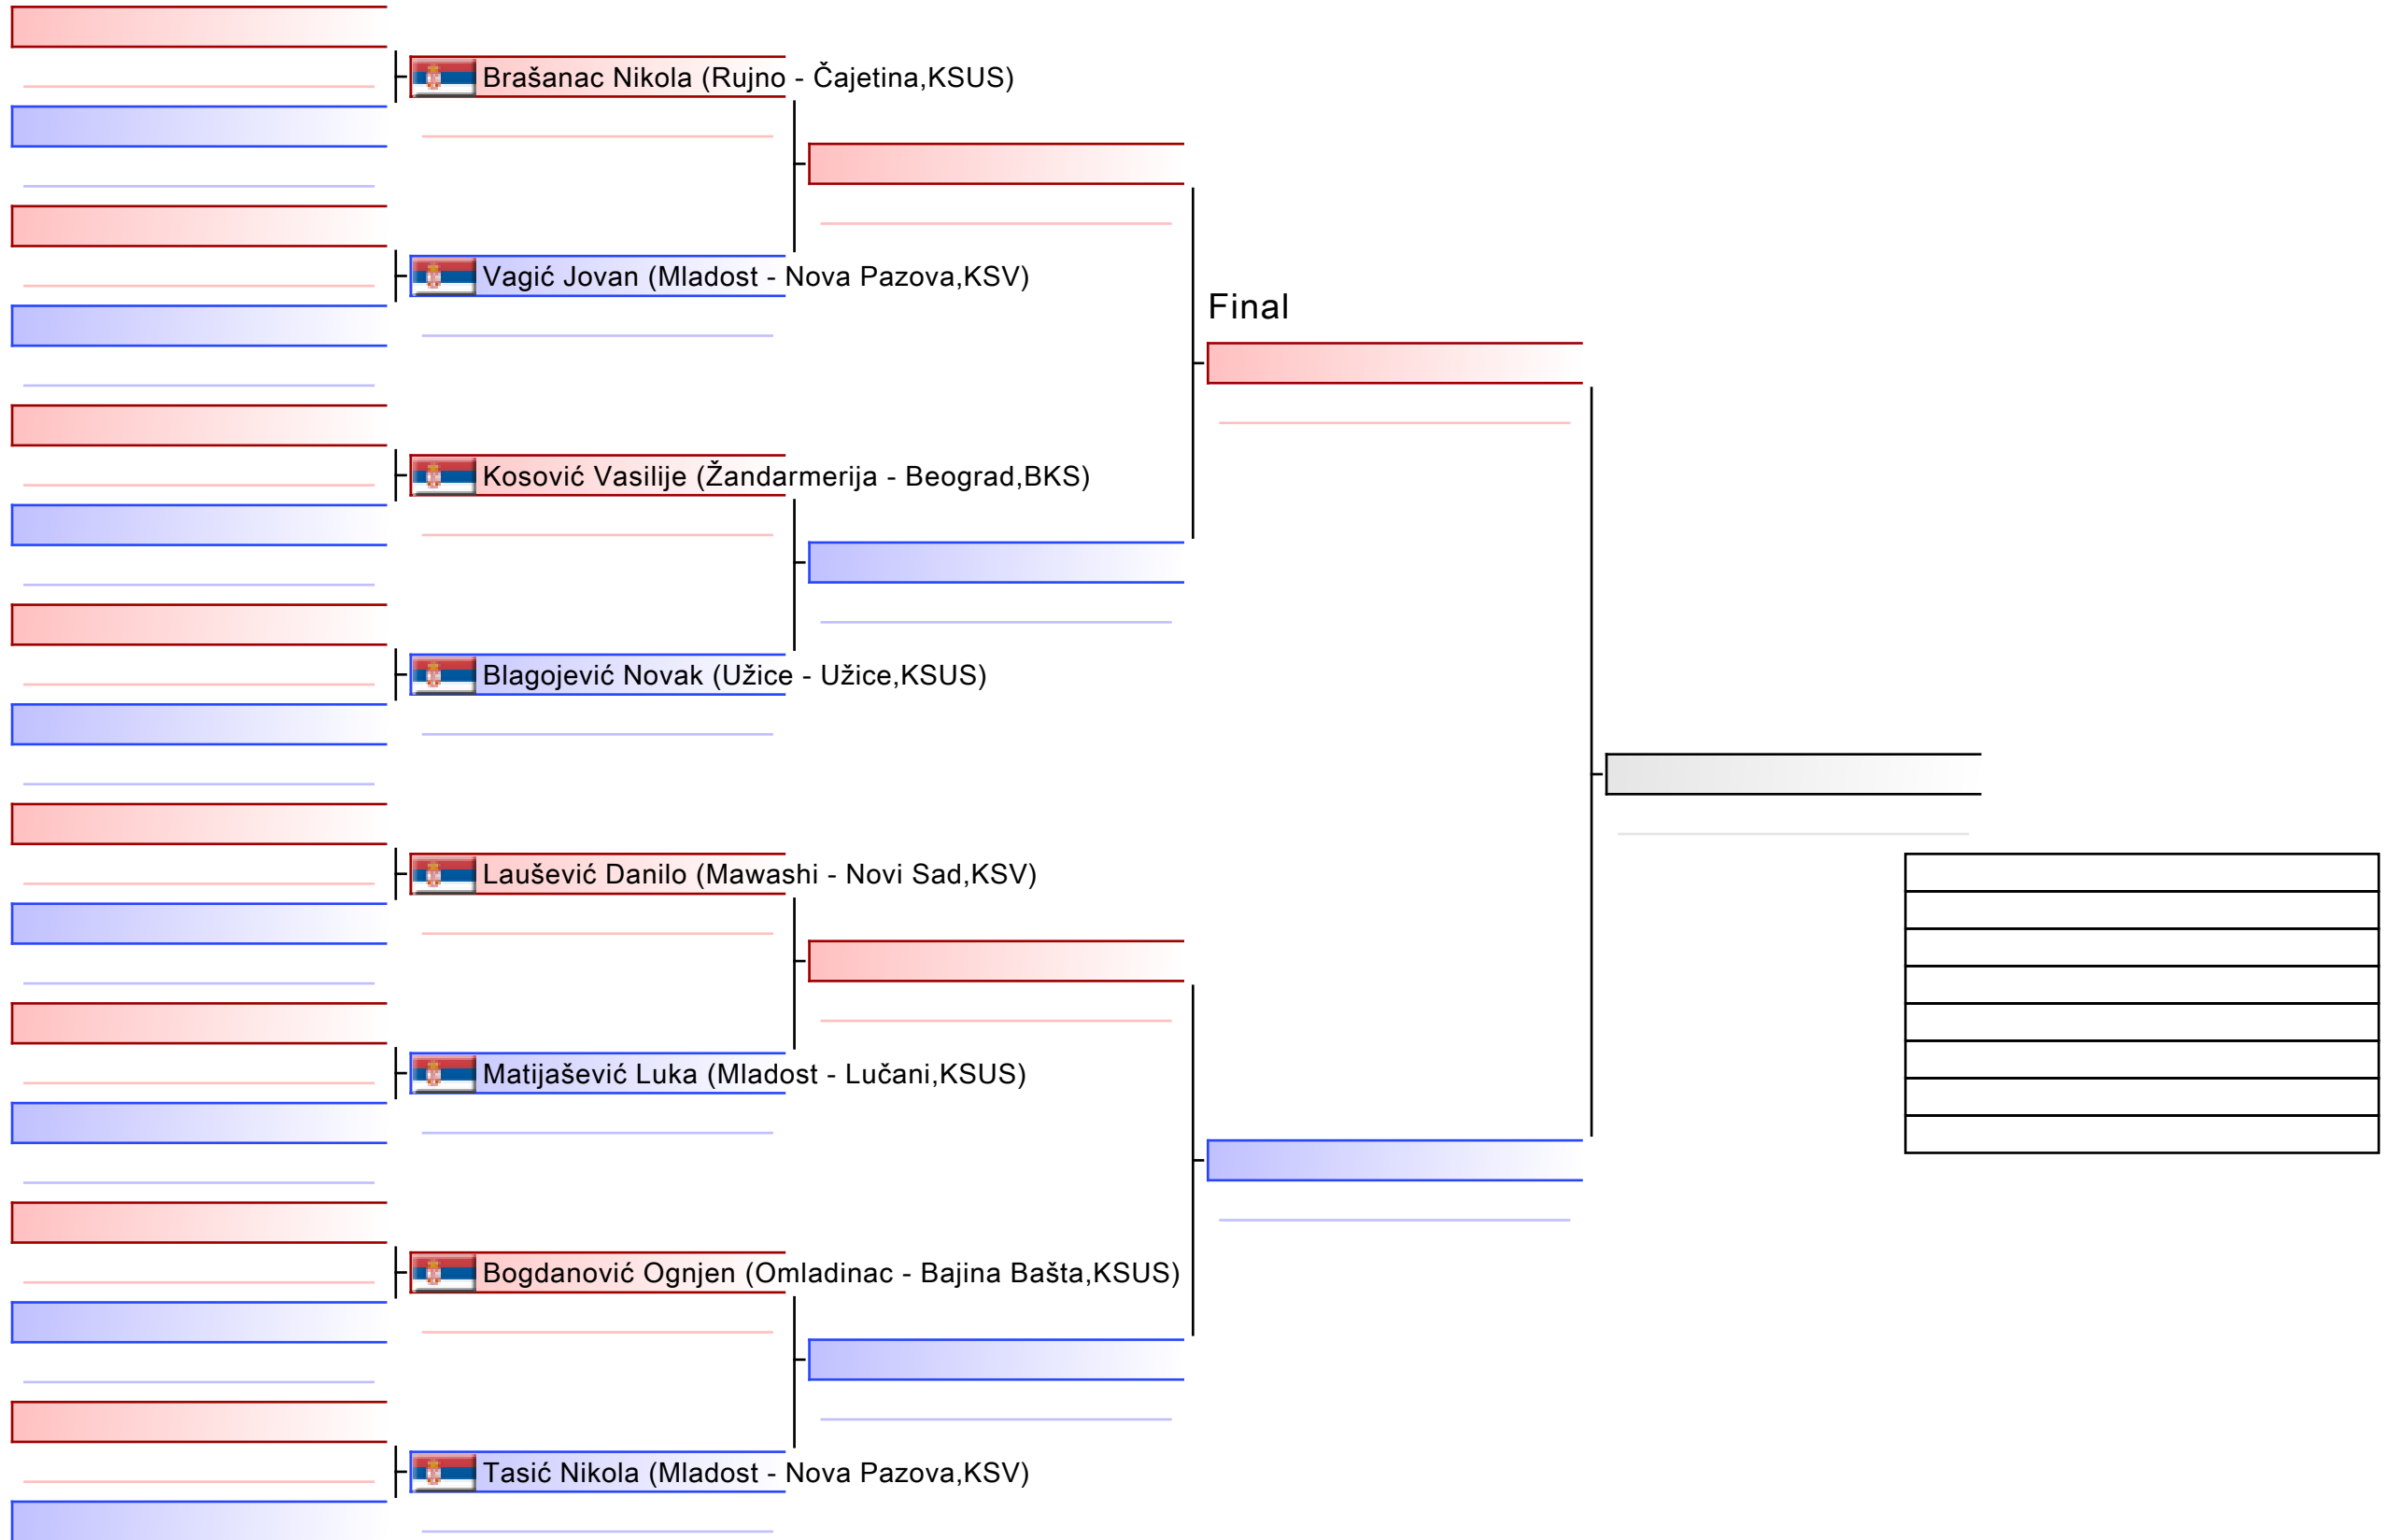 Brašanac Nikola (Rujno - Čajetina,KSUS)
Vagić Jovan (Mladost - Nova Pazova,KSV)
Final
Kosović Vasilije (Žandarmerija - Beograd,BKS)
Blagojević Novak (Užice - Užice,KSUS)
Laušević Danilo (Mawashi - Novi Sad,KSV)
Matijašević Luka (Mladost - Lučani,KSUS)
Bogdanović Ognjen (Omladinac - Bajina Bašta,KSUS)
Tasić Nikola (Mladost - Nova Pazova,KSV)